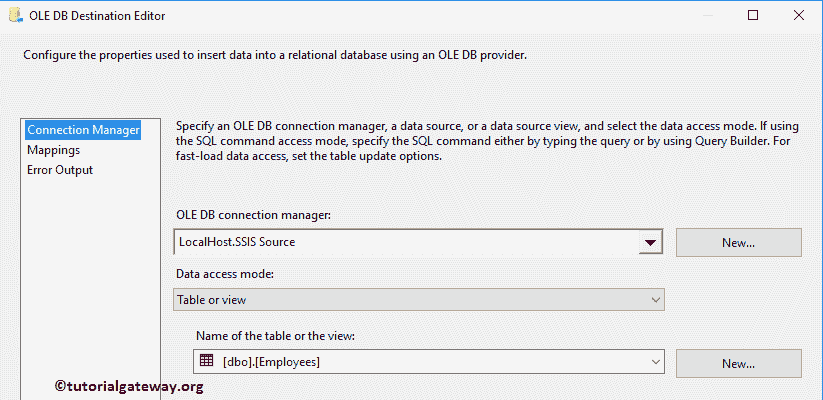 OLE DB Destination Editor
Configure the properties used to insert data into a relational database using an OLE DB provider.
Connection Manager
Mappings
Error Output
Specify an OLE DB connection manager, a data source, or a data source view, and select the data access mode. If using
the SQL command access mode, specify the SQL command either by typing the query or by using Query Builder. For
fast-load data access, set the table update options.
OLE DB connection manager:
LocalHost.SSIS Source
New...
Data access mode:
Table or view
Name of the table or the view:
[dbo].[Employees]
New...
©tutorialgateway.org